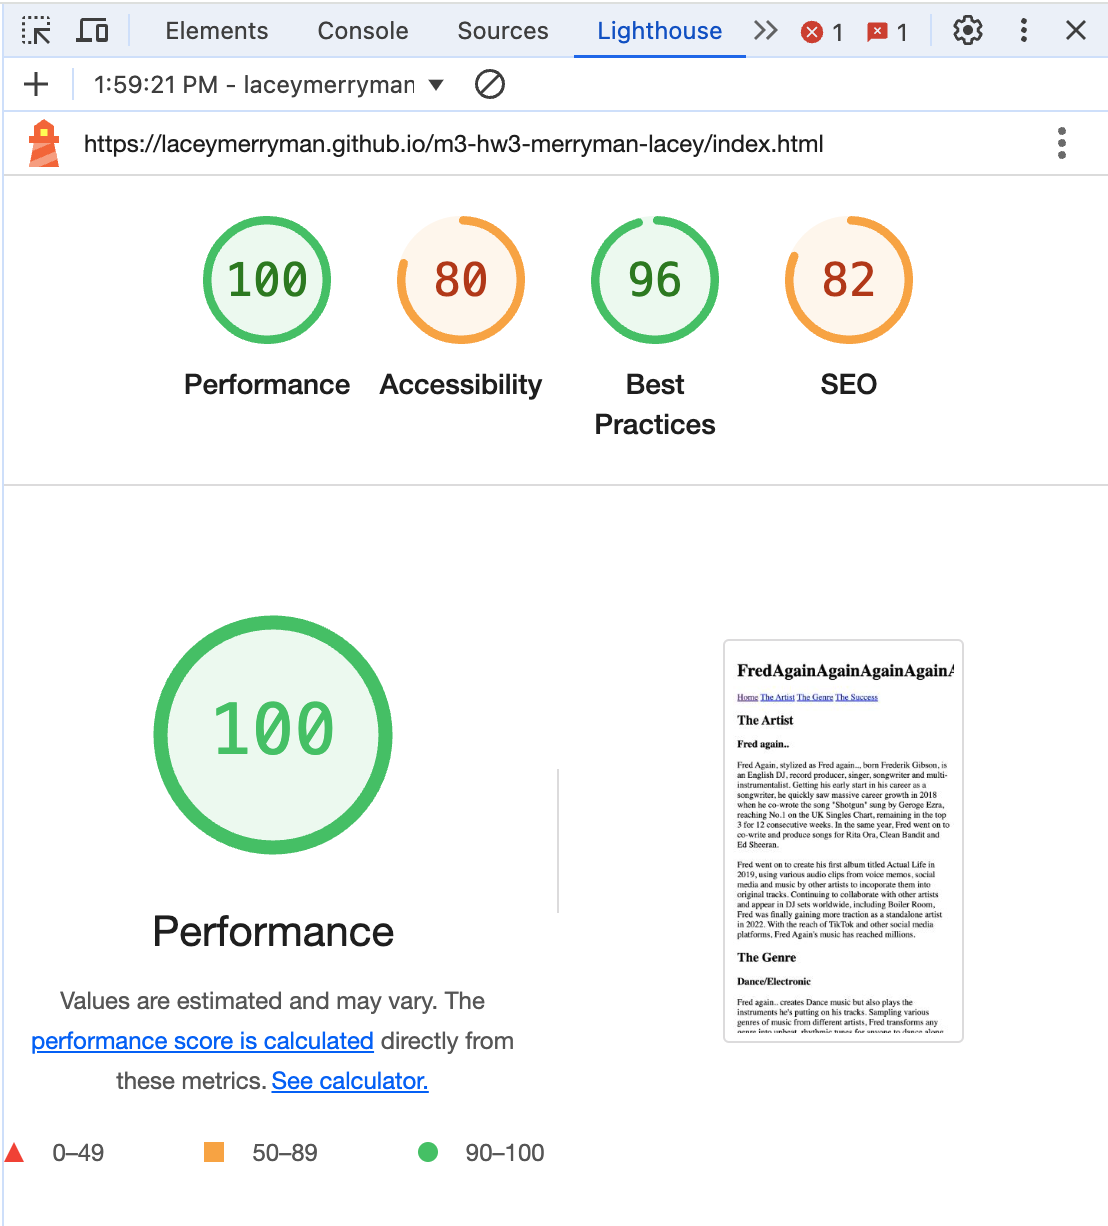 Elements Console Sources Lighthouse 1 1
1:59:21 PM - laceymerryman
https://laceymerryman.github.io/m3-hw3-merryman-lacey/index.html
100 80 96 82
Performance Accessibility Best Practices SEO
100
Performance
Values are estimated and may vary. The
performance score is calculated directly from
these metrics. See calculator.
0–49 50–89 90–100
FredAgainAgainAgainAgainA
Home The Artist The Genre The Success
The Artist
Fred again..
Fred Again, stylized as Fred again..., born Frederik Gibson, is
an English DJ, record producer, singer, songwriter and multi-
instrumentalist. Getting his early start in his career as a
songwriter, he quickly saw massive career growth in 2018
when he co-wrote the song "Shotgun" sung by Geroge Ezra,
reaching No.1 on the UK Singles Chart, remaining in the top
3 for 12 consecutive weeks. In the same year, Fred went on to
co-write and produce songs for Rita Ora, Clean Bandit and
Ed Sheeran.
Fred went on to create his first album titled Actual Life in
2019, using various audio clips from voice memos, social
media and music by other artists to incoporate them into
original tracks. Continuing to collaborate with other artists
and appear in DJ sets worldwide, including Boiler Room,
Fred was finally gaining more traction as a standalone artist
in 2022. With the reach of TikTok and other social media
platforms, Fred Again's music has reached millions.
The Genre
Dance/Electronic
Fred again.. creates Dance music but also plays the
instruments he's putting on his tracks. Sampling various
genres of music from different artists, Fred transforms any
genre into upbeat, rhythmic tunes for anyone to dance along